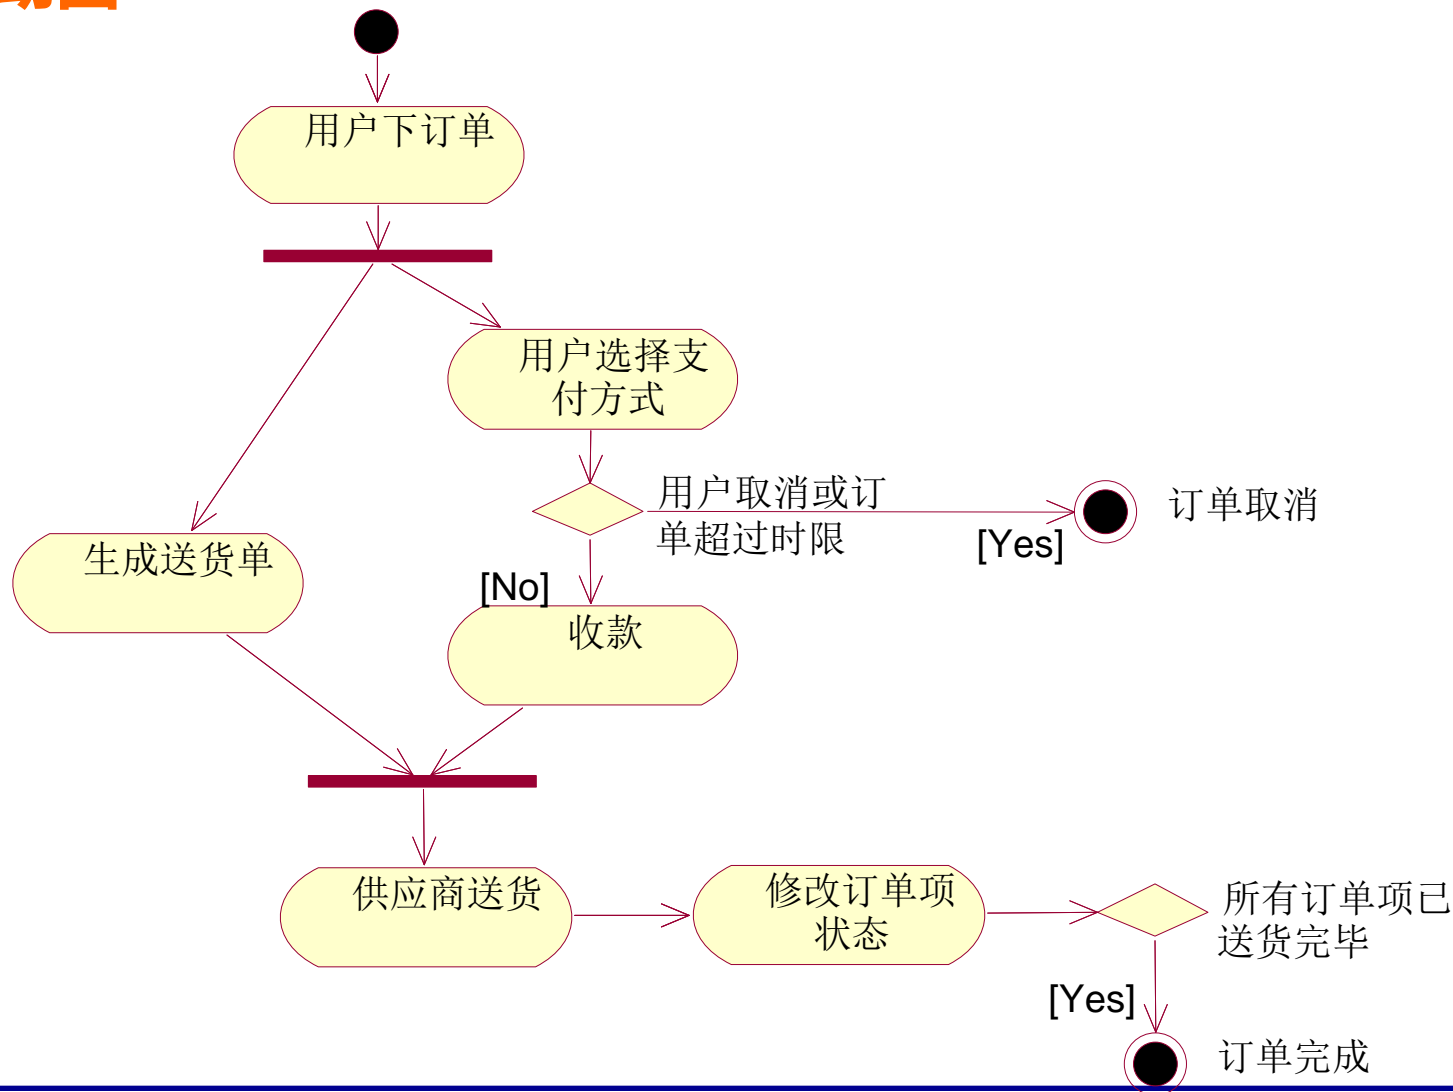 用户下订单
用户选择支
付方式
用户取消或订
单超过时限
[Yes]
订单取消
生成送货单
[No]
收款
供应商送货
修改订单项
状态
所有订单项已
送货完毕
[Yes]
订单完成